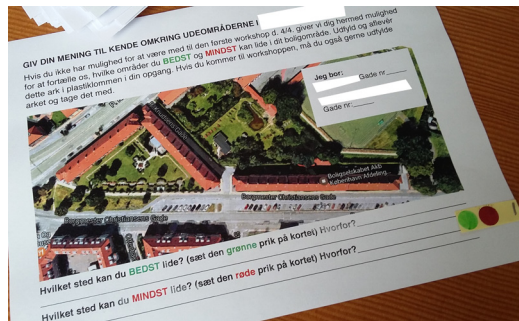 GIV DIN MENING TIL KENDE OMKRING UDEOMRÅDERNE I
Hvis du ikke har mulighed for at være med til den første workshop d. 4/4. giver vi dig hermed mulighed
for at fortælle os, hvilke områder du BEDST og MINDST kan lide i dit boligområde. Udfyld og aflevér
dette ark i plastiklommen i din opgang. Hvis du kommer til workshoppen, må du også gerne udfylde
arket og tage det med.
Jeg bor:
Gade nr.
Gade nr.
Gade
Boligselskabet Akb
København Afdeling
Borgmester Christiansens Gade
Borgmester Christiansens Gade
Hvilket sted kan du BEDST lide? (sæt den grønne prik på kortet) Hvorfor?
Hvilket sted kan du MINDST lide? (sæt den røde prik på kortet) Hvorfor?